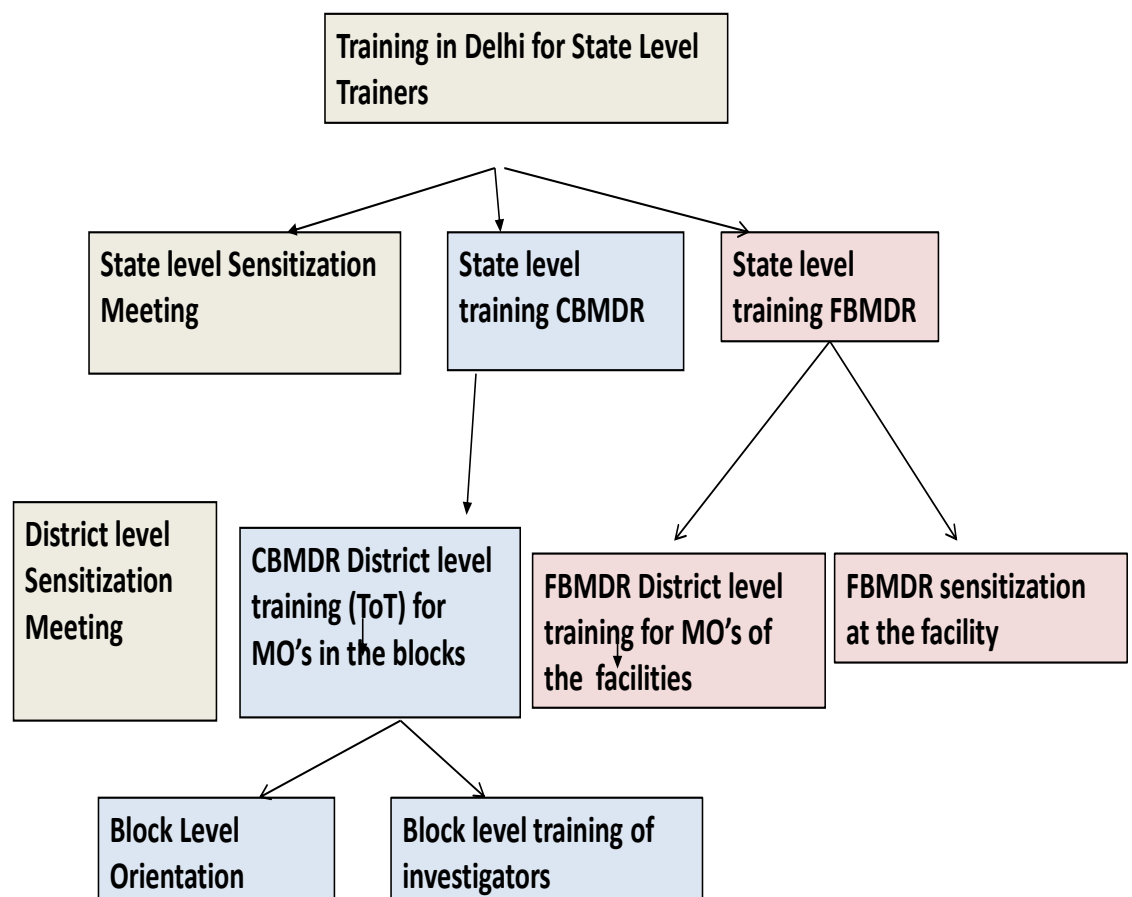 Training in Delhi for State Level
Trainers
State level Sensitization
Meeting
State level
training CBMDR
State level
training FBMDR
District level
Sensitization
Meeting
CBMDR District level
training (ToT) for
MO's in the blocks
FBMDR District level
training for MO's of
the facilities
FBMDR sensitization
at the facility
Block Level
Orientation
Block level training of
investigators